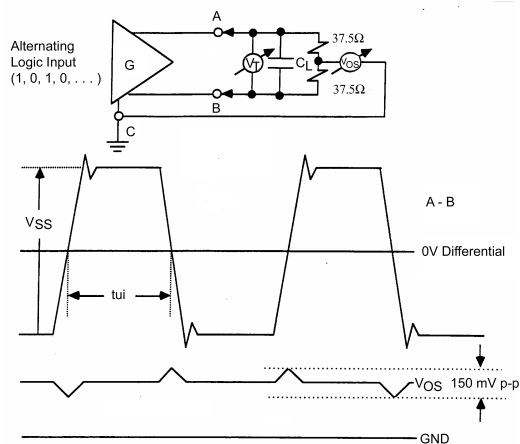 A
Alternating
Logic Input
(1, 0, 1, 0, . . . )
G
VT
CL
37.5Ω
VOS
37.5Ω
B
C
VSS
A - B
0V Differential
tui
VOS 150 mV p-p
GND